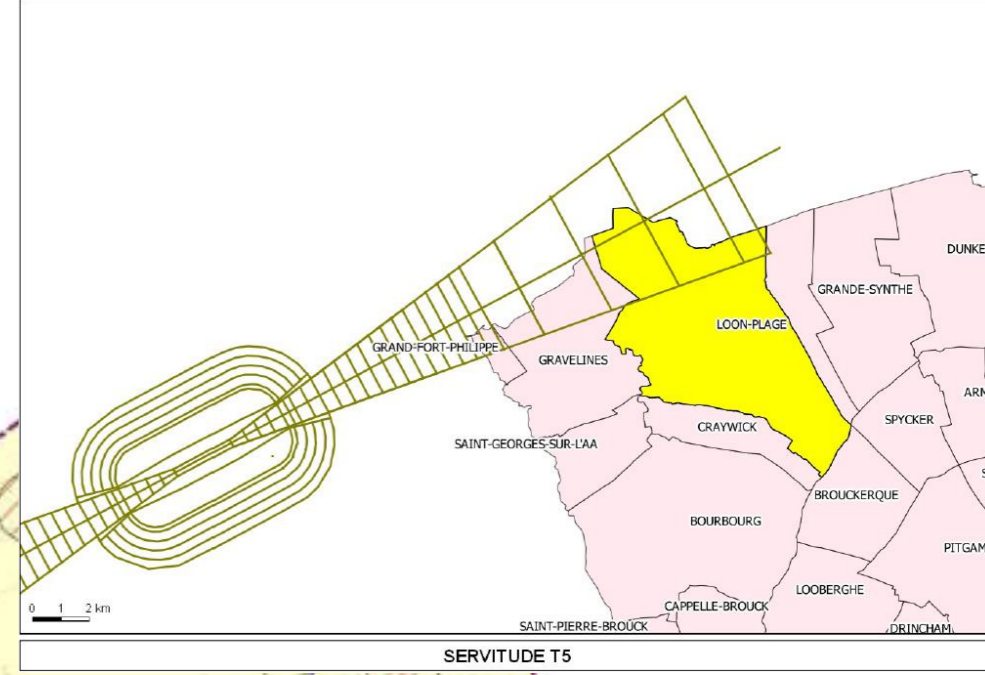 DUNKE
GRANDE-SYNTHE
LOON-PLAGE
GRAND-FORT-PHILIPPE
GRAVELINES
ARM
SPYCKER
CRAYWICK
SAINT-GEORGES-SUR-L'AA
S
BROUCKERQUE
BOURBOURG
PITGAM
LOOBERGHE
0 1 2 km
CAPPELLE-BROUCK
SAINT-PIERRE-BROUCK
DRINCHAM
SERVITUDE T5